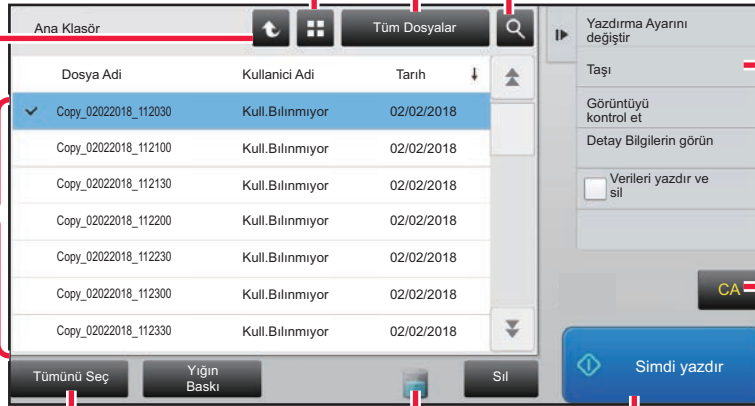 Ana Klasör
Tüm Dosyalar
Dosya Adi Kullanici Adi Tarıh
Copy_02022018_112030 Kull.Bılınmıyor 02/02/2018
Copy_02022018_112100 Kull.Bılınmıyor 02/02/2018
Copy_02022018_112130 Kull.Bılınmıyor 02/02/2018
Copy_02022018_112200 Kull.Bılınmıyor 02/02/2018
Copy_02022018_112230 Kull.Bılınmıyor 02/02/2018
Copy_02022018_112300 Kull.Bılınmıyor 02/02/2018
Copy_02022018_112330 Kull.Bılınmıyor 02/02/2018
Tümünü Seç
Yığın
Baskı
Sıl
Yazdırma Ayarını
değiştir
Taşı
Görüntüyü
kontrol et
Detay Bilgilerin görün
Verileri yazdır ve
sil
CA
Simdi yazdır